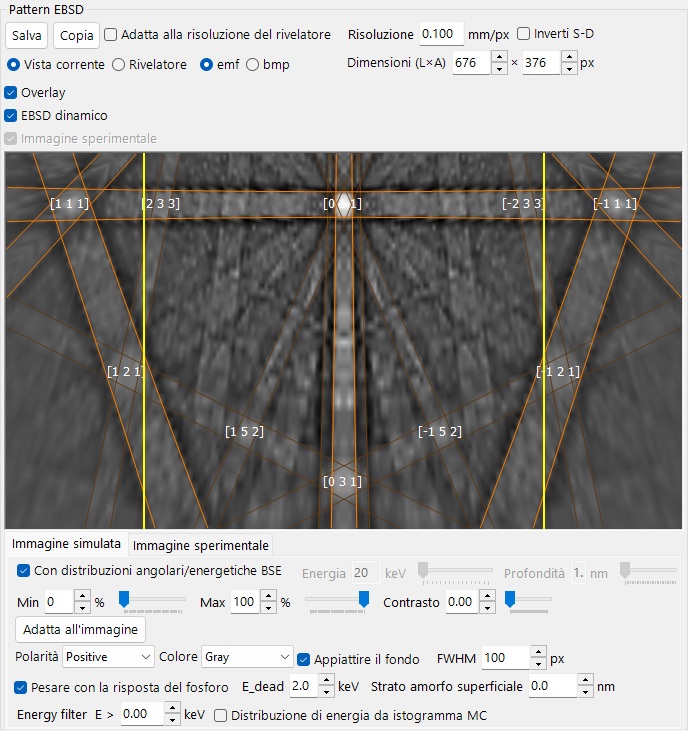 Pattern EBSD
Salva Copia Adatta alla risoluzione del rivelatore Risoluzione 0.100 mm/px Inverti S-D
Vista corrente Rivelatore emf bmp Dimensioni (L×A) 676 × 376 px
Overlay
EBSD dinamico
Immagine sperimentale
[1 1 1] [2 3 3] [0 1] [-2 3 3] [-1 1 1]
[1 2 1] [-1 2 1]
[1 5 2] [-1 5 2]
[0 3 1]
Immagine simulata Immagine sperimentale
Con distribuzioni angolari/energetiche BSE Energia 20 keV Profondità 1. nm
Min 0 % Max 100 % Contrasto 0.00
Adatta all'immagine
Polarità Positive Colore Gray Appiattire il fondo FWHM 100 px
Pesare con la risposta del fosforo E_dead 2.0 keV Strato amorfo superficiale 0.0 nm
Energy filter E > 0.00 keV Distribuzione di energia da istogramma MC